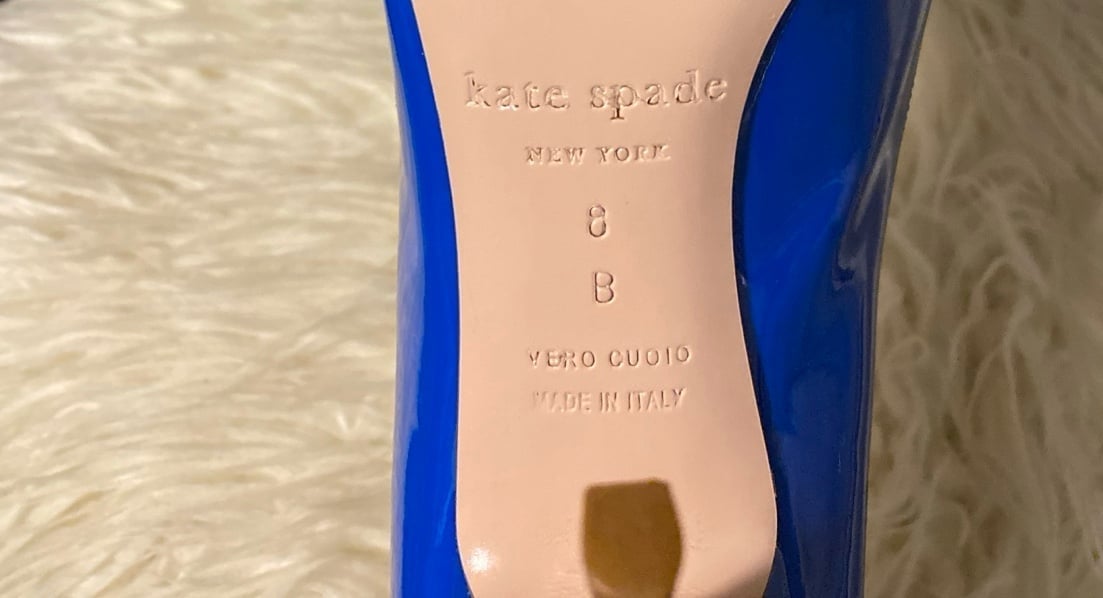 kate spade
NEW YORK
8
B
VERO CUOIO
MADE IN ITALY